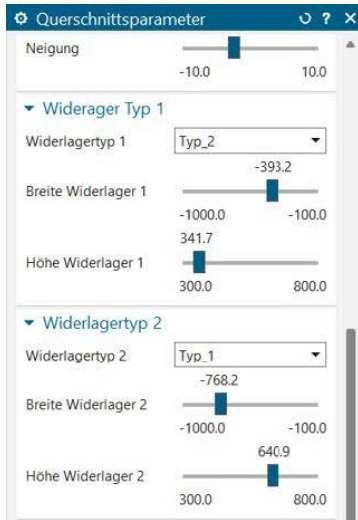 Querschnittsparameter
Neigung
-10.0 10.0
Widerager Typ 1
Widerlagertyp 1 Typ_2
-393.2
Breite Widerlager 1
-1000.0 -100.0
341.7
Höhe Widerlager 1
300.0 800.0
Widerlagertyp 2
Widerlagertyp 2 Typ_1
-768.2
Breite Widerlager 2
-1000.0 -100.0
640.9
Höhe Widerlager 2
300.0 800.0